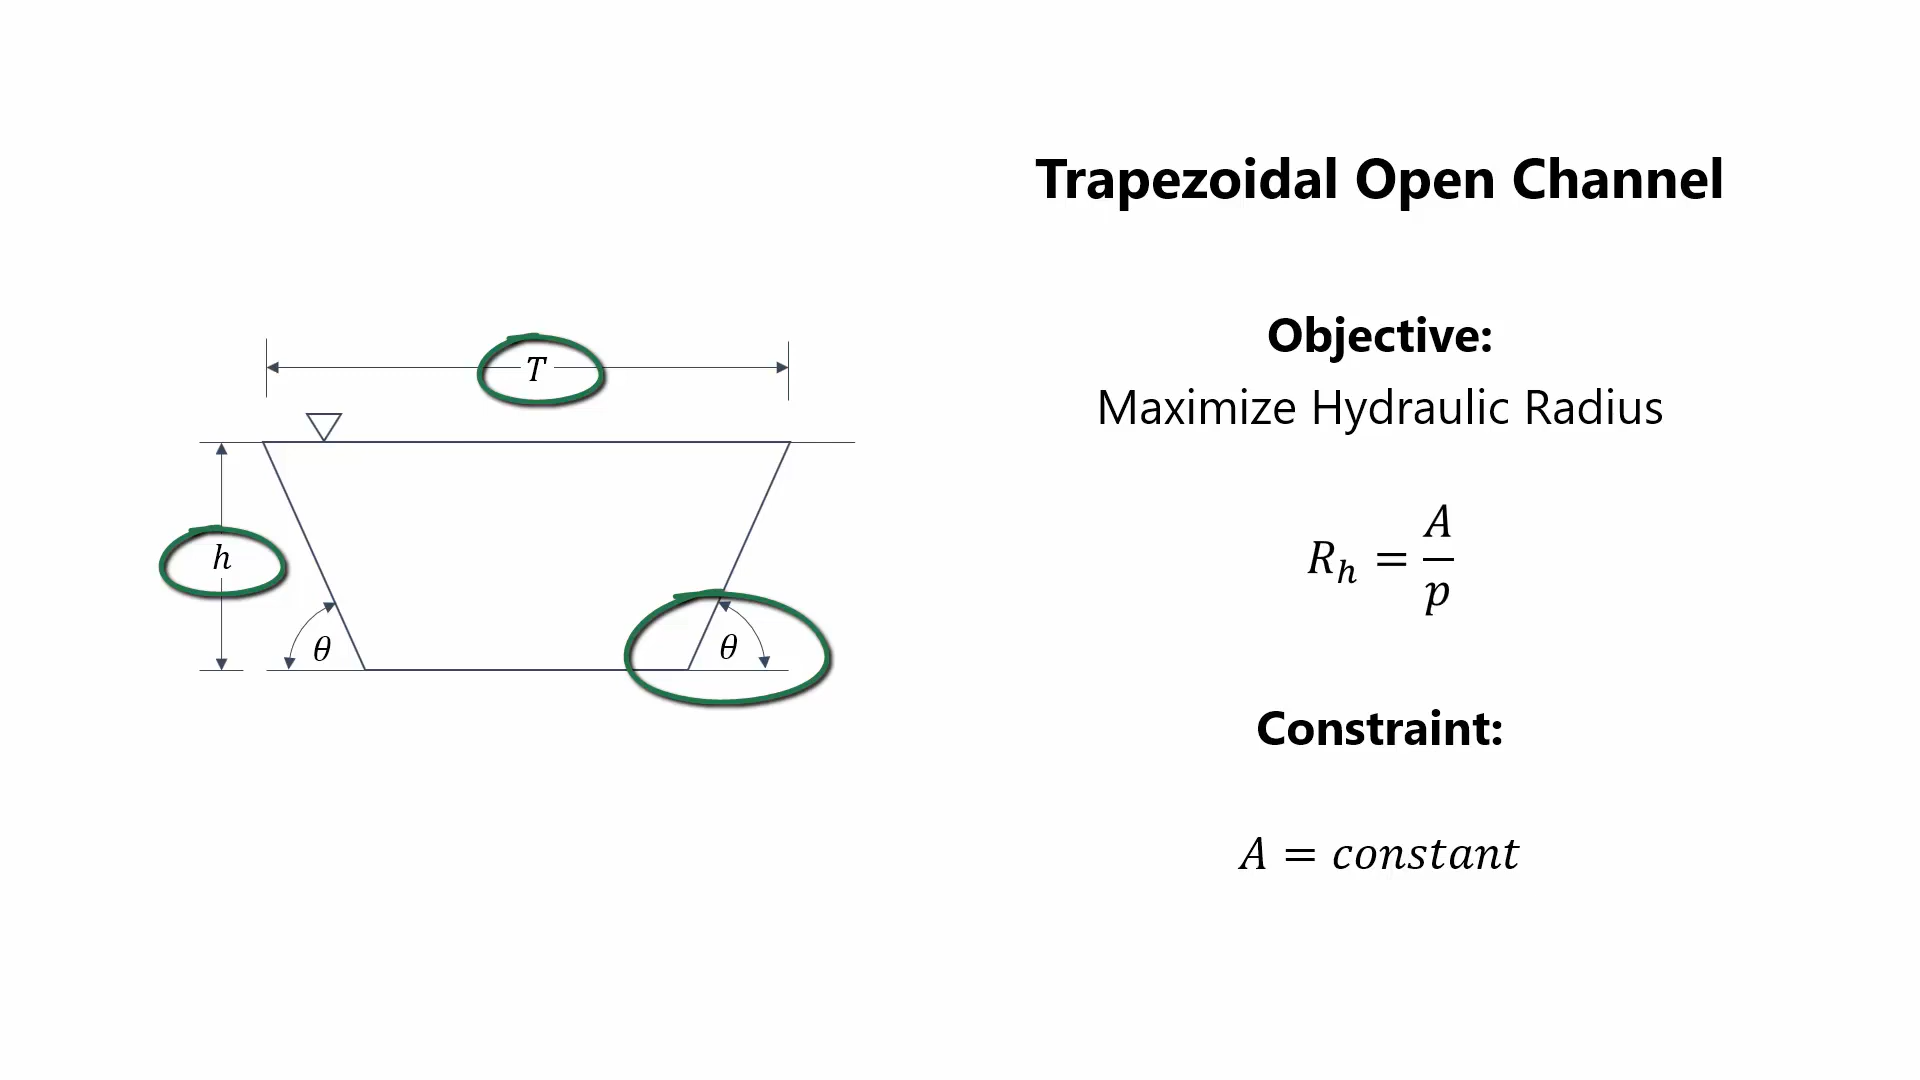 Trapezoidal Open Channel
Objective:
Maximize Hydraulic Radius
R_h = A/p
Constraint:
A = constant
T
h
θ
θ